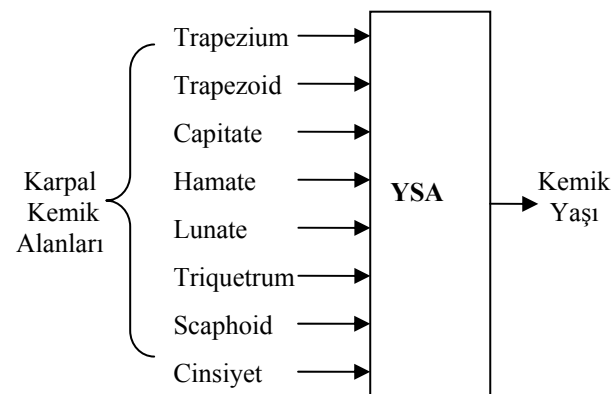 Trapezium
Trapezoid
Capitate
Hamate
Lunate
Triquetrum
Scaphoid
Cinsiyet
Karpal
Kemik
Alanları
YSA
Kemik
Yaşı